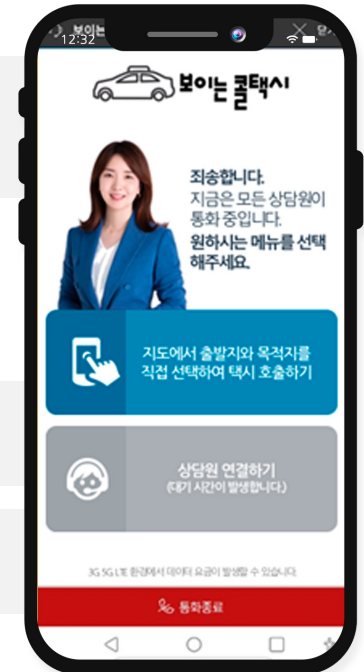 보이는
12:32
보이는 콜택시
죄송합니다.
지금은 모든 상담원이
통화 중입니다.
원하시는 메뉴를 선택
해주세요.
지도에서 출발지와 목적지를
직접 선택하여 택시 호출하기
상담원 연결하기
(대기 시간이 발생합니다.)
3G 5G LTE 환경에서 데이터 요금이 발생할 수 있습니다.
통화종료